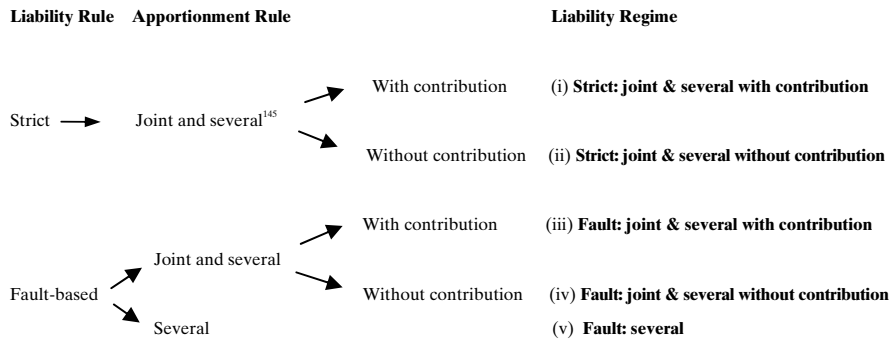 Liability Rule Apportionment Rule Liability Regime
With contribution (i) Strict: joint & several with contribution
Strict Joint and several145
Without contribution (ii) Strict: joint & several without contribution
With contribution (iii) Fault: joint & several with contribution
Joint and several
Fault-based Without contribution (iv) Fault: joint & several without contribution
Several (v) Fault: several